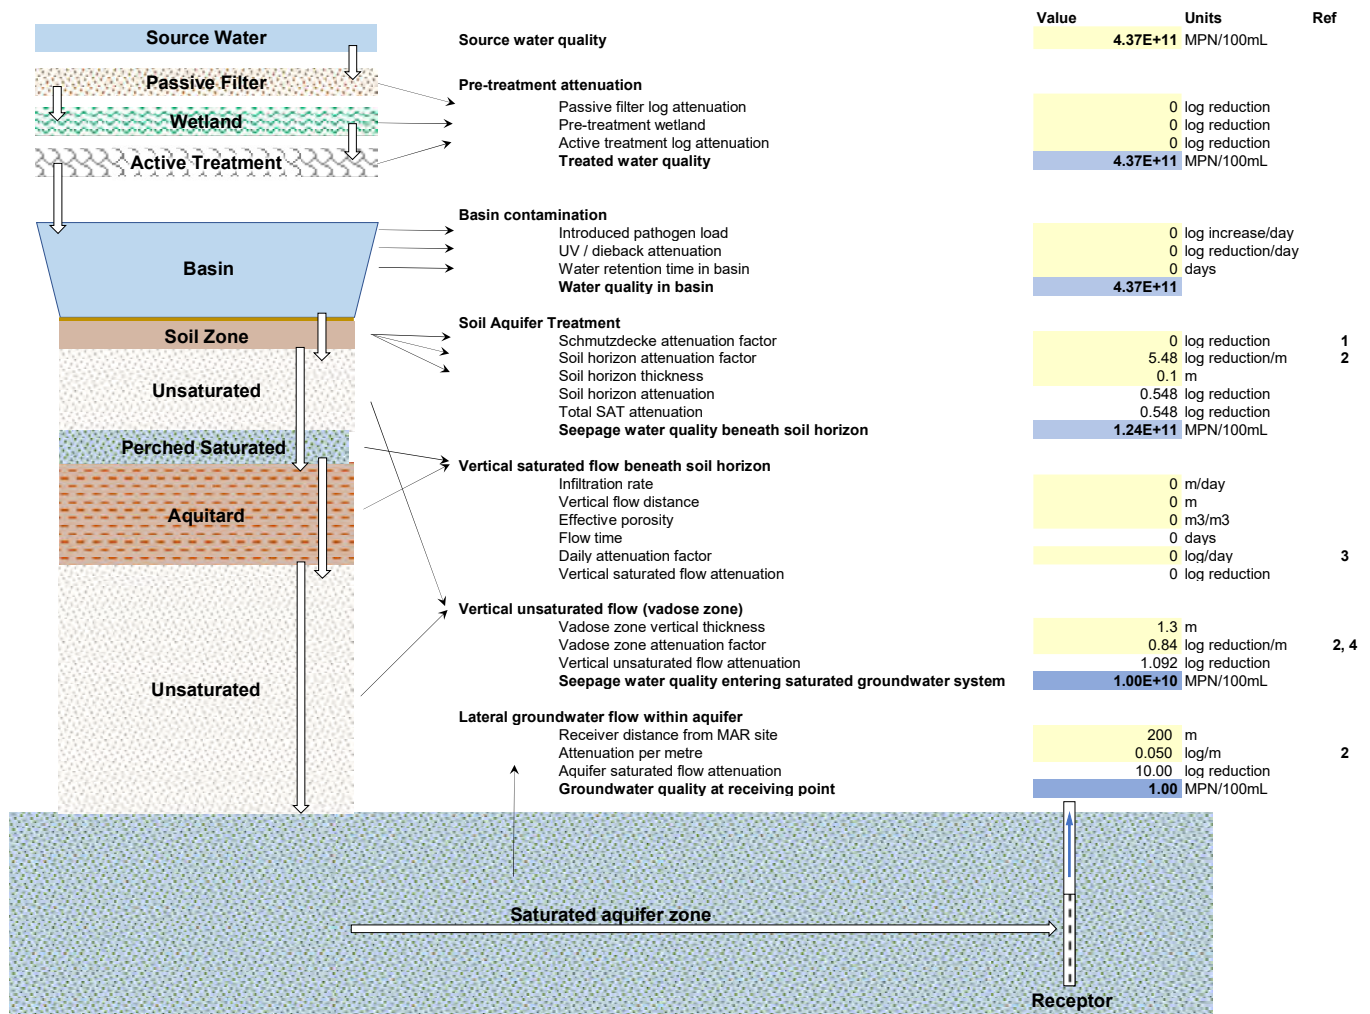 Value Units Ref
Source Water
Source water quality 4.37E+11 MPN/100mL
Passive Filter
Pre-treatment attenuation
Passive filter log attenuation 0 log reduction
Wetland
Pre-treatment wetland 0 log reduction
Active treatment log attenuation 0 log reduction
Active Treatment
Treated water quality 4.37E+11 MPN/100mL
Basin contamination
Introduced pathogen load 0 log increase/day
UV / dieback attenuation 0 log reduction/day
Basin
Water retention time in basin 0 days
Water quality in basin 4.37E+11
Soil Aquifer Treatment
Soil Zone
Schmutzdecke attenuation factor 0 log reduction 1
Soil horizon attenuation factor 5.48 log reduction/m 2
Soil horizon thickness 0.1 m
Unsaturated
Soil horizon attenuation 0.548 log reduction
Total SAT attenuation 0.548 log reduction
Seepage water quality beneath soil horizon 1.24E+11 MPN/100mL
Perched Saturated
Vertical saturated flow beneath soil horizon
Infiltration rate 0 m/day
Vertical flow distance 0 m
Aquitard
Effective porosity 0 m3/m3
Flow time 0 days
Daily attenuation factor 0 log/day 3
Vertical saturated flow attenuation 0 log reduction
Vertical unsaturated flow (vadose zone)
Vadose zone vertical thickness 1.3 m
Vadose zone attenuation factor 0.84 log reduction/m 2, 4
Vertical unsaturated flow attenuation 1.092 log reduction
Seepage water quality entering saturated groundwater system 1.00E+10 MPN/100mL
Unsaturated
Lateral groundwater flow within aquifer
Receiver distance from MAR site 200 m
Attenuation per metre 0.050 log/m 2
Aquifer saturated flow attenuation 10.00 log reduction
Groundwater quality at receiving point 1.00 MPN/100mL
Saturated aquifer zone
Receptor